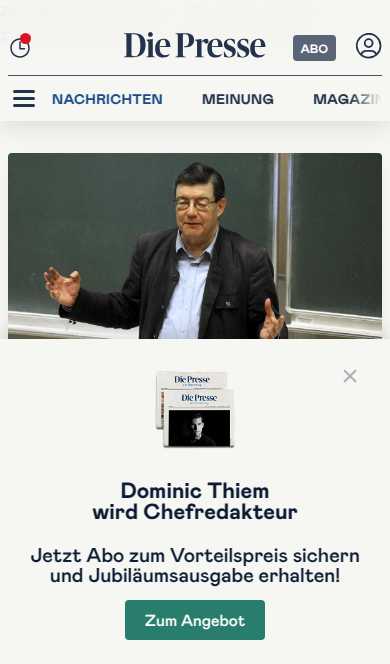 Die Presse
ABO
NACHRICHTEN
MEINUNG
MAGAZIN
Die Presse
Die Presse
Dominic Thiem
wird Chefredakteur
Jetzt Abo zum Vorteilspreis sichern
und Jubiläumsausgabe erhalten!
Zum Angebot